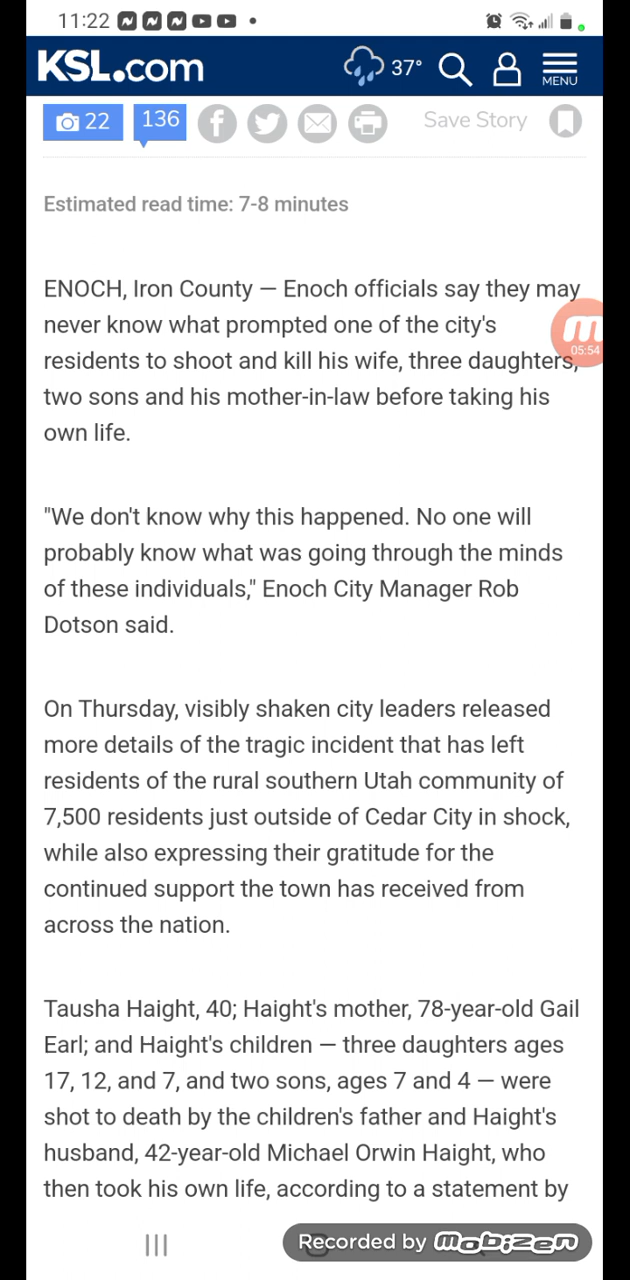 11:22
KSL.com 37° MENU
22 136 Save Story
Estimated read time: 7-8 minutes
ENOCH, Iron County — Enoch officials say they may
never know what prompted one of the city's
residents to shoot and kill his wife, three daughters,
two sons and his mother-in-law before taking his
own life.
05:54
"We don't know why this happened. No one will
probably know what was going through the minds
of these individuals," Enoch City Manager Rob
Dotson said.
On Thursday, visibly shaken city leaders released
more details of the tragic incident that has left
residents of the rural southern Utah community of
7,500 residents just outside of Cedar City in shock,
while also expressing their gratitude for the
continued support the town has received from
across the nation.
Tausha Haight, 40; Haight's mother, 78-year-old Gail
Earl; and Haight's children — three daughters ages
17, 12, and 7, and two sons, ages 7 and 4 — were
shot to death by the children's father and Haight's
husband, 42-year-old Michael Orwin Haight, who
then took his own life, according to a statement by
Recorded by mobizen